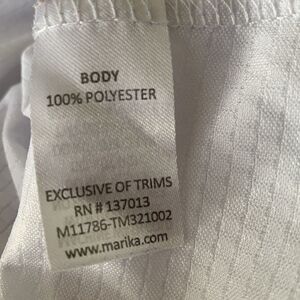 BODY
100% POLYESTER
EXCLUSIVE OF TRIMS
RN # 137013
M11786-TM321002
www.marika.com